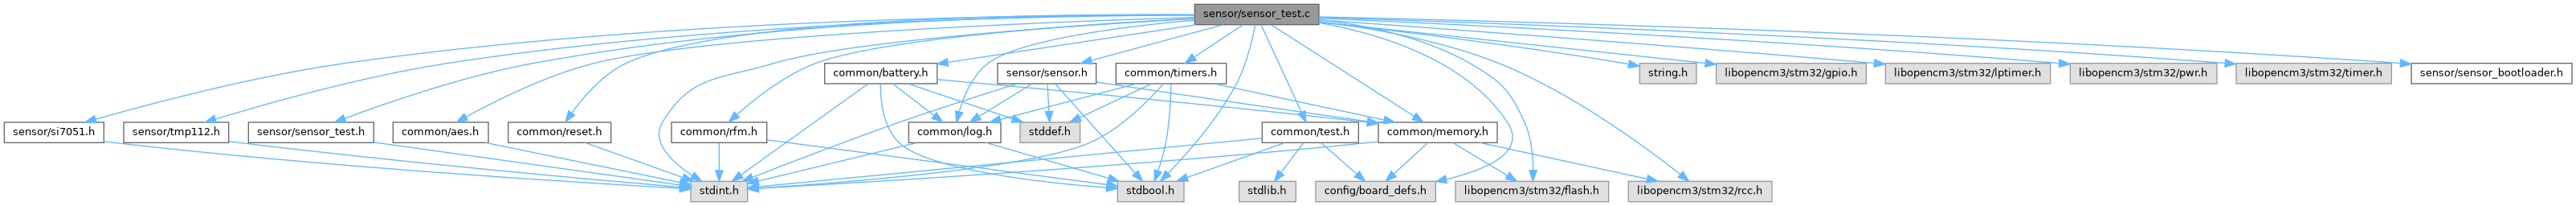 sensor/sensor_test.c
common/battery.h
sensor/sensor.h
common/timers.h
string.h
libopencm3/stm32/gpio.h
libopencm3/stm32/lptimer.h
libopencm3/stm32/pwr.h
libopencm3/stm32/timer.h
sensor/sensor_bootloader.h
sensor/si7051.h
sensor/tmp112.h
sensor/sensor_test.h
common/aes.h
common/reset.h
common/rfm.h
common/log.h
stddef.h
common/test.h
common/memory.h
stdint.h
stdbool.h
stdlib.h
config/board_defs.h
libopencm3/stm32/flash.h
libopencm3/stm32/rcc.h